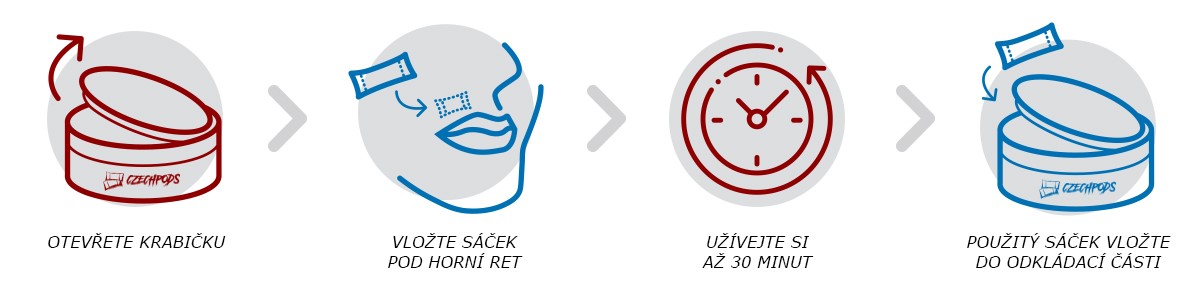 CZECHPODS
OTEVŘETE KRABIČKU
VLOŽTE SÁČEK
POD HORNÍ RET
UŽÍVEJTE SI
AŽ 30 MINUT
CZECHPODS
POUŽITÝ SÁČEK VLOŽTE
DO ODKLÁDACÍ ČÁSTI